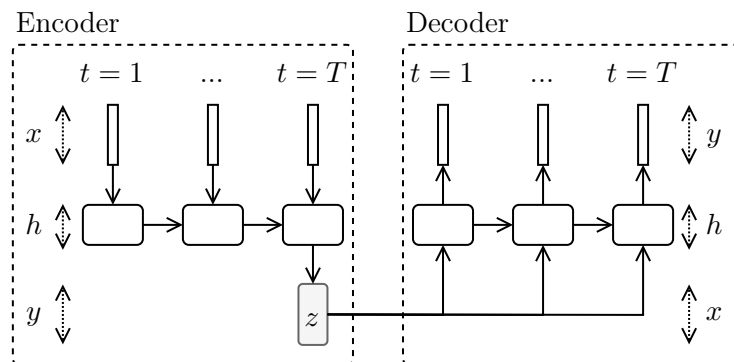 Encoder
Decoder
t = 1 ... t = T
t = 1 ... t = T
x
y
h
h
y
z
x